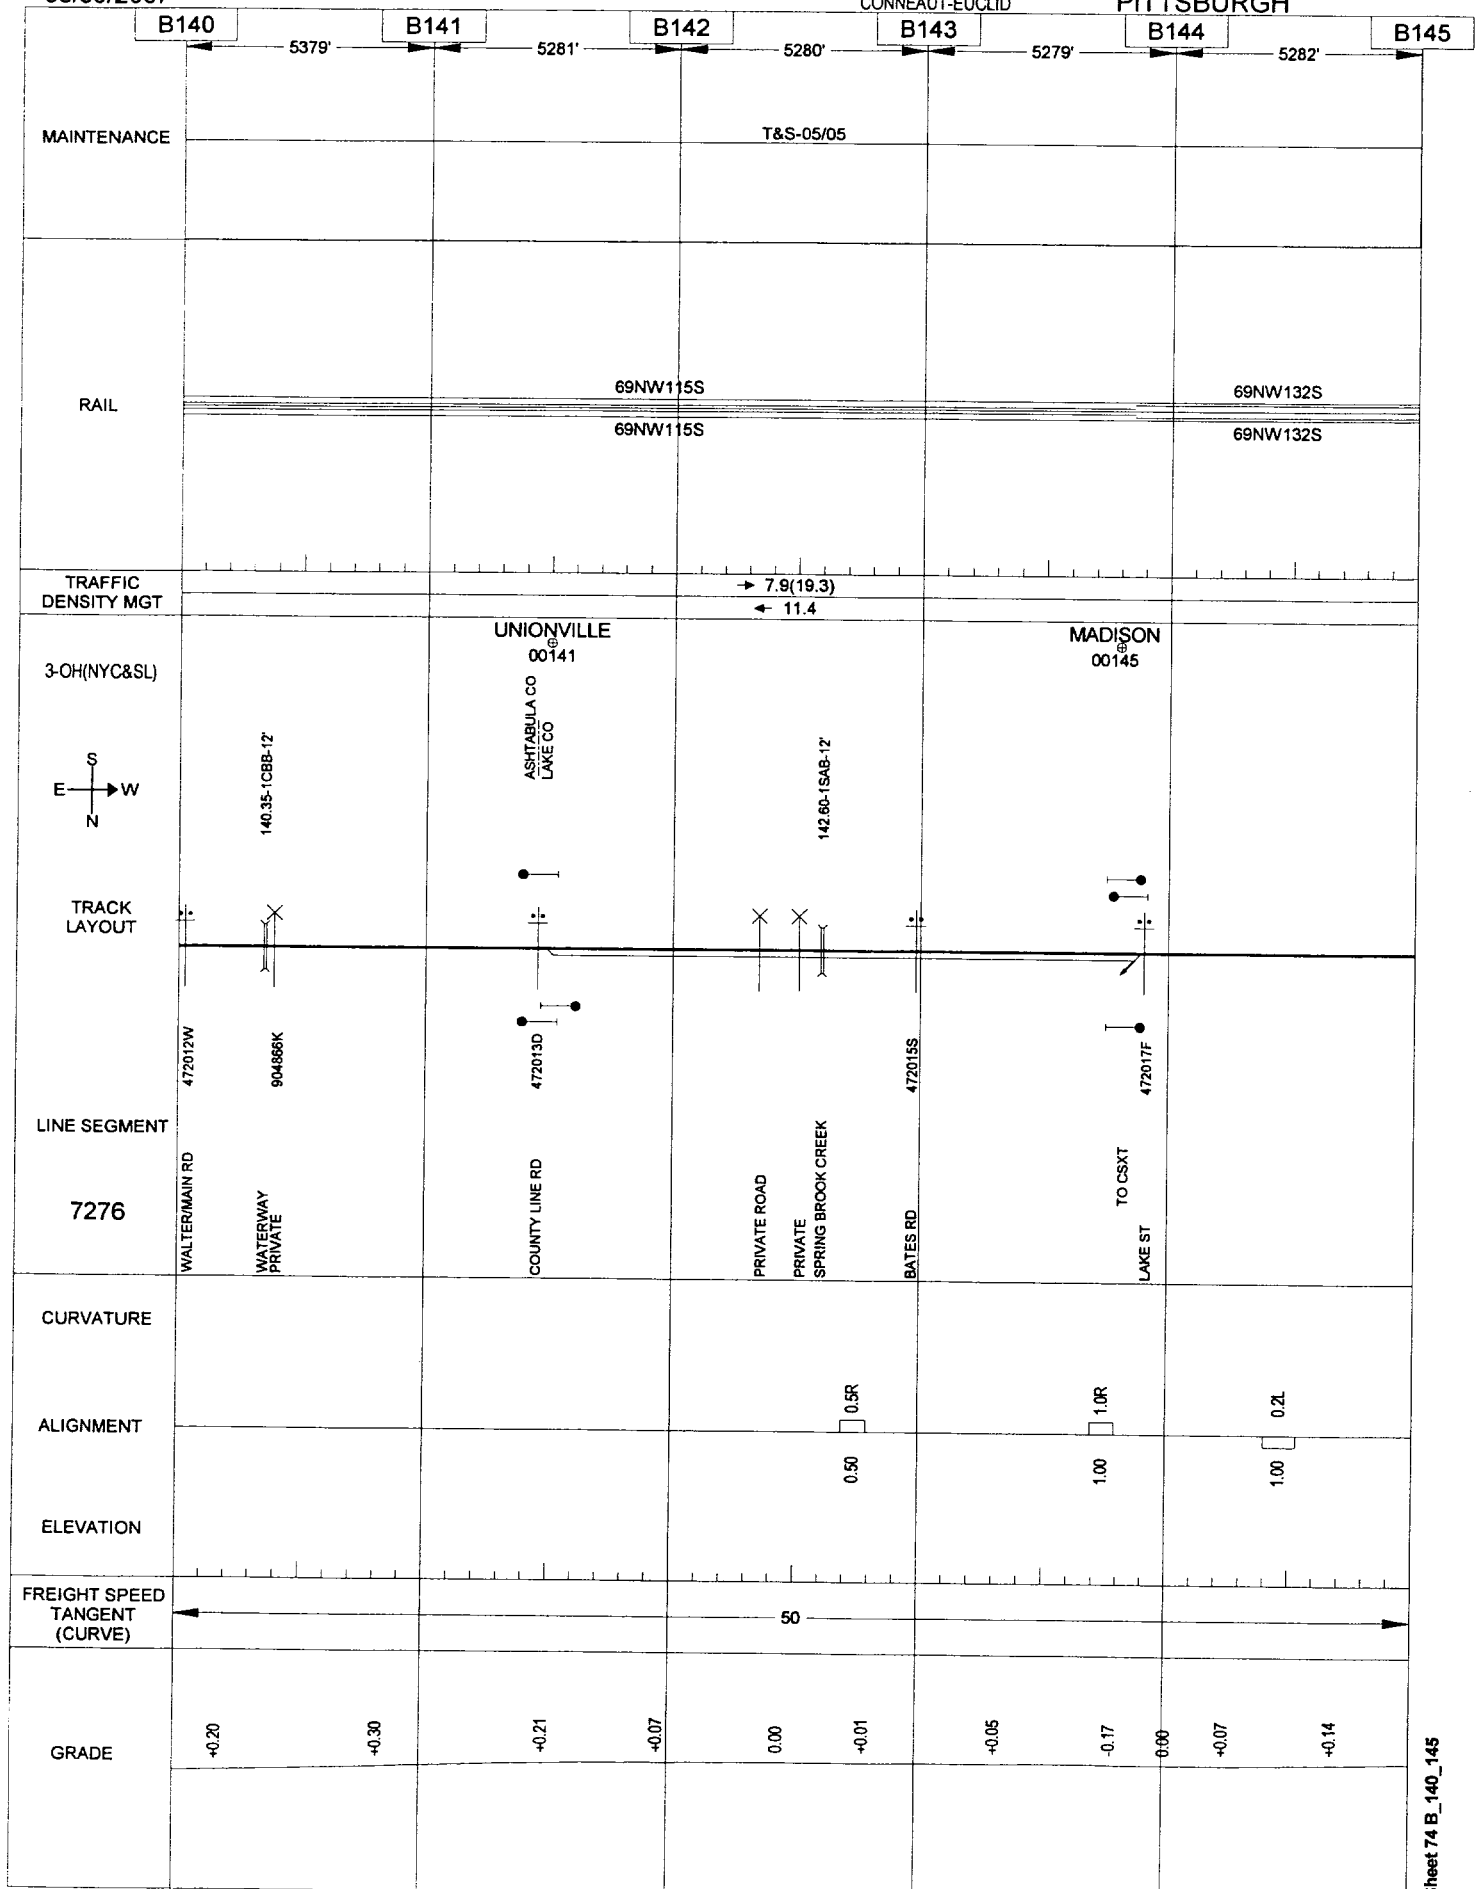 CONNEAUT-EUCLID
PITTSBURGH
B140
B141
B142
B143
B144
B145
5379'
5281'
5280'
5279'
5282'
MAINTENANCE
T&S-05/05
RAIL
69NW115S
69NW132S
69NW115S
69NW132S
TRAFFIC
DENSITY MGT
7.9(19.3)
11.4
3-OH(NYC&SL)
UNIONVILLE
00141
MADISON
00145
ASHTABULA CO
LAKE CO
140.35-1CBB-12'
142.60-1SAB-12'
S
E
W
N
TRACK
LAYOUT
472012W
904866K
472013D
472015S
472017F
LINE SEGMENT
7276
WALTER/MAIN RD
WATERWAY
PRIVATE
COUNTY LINE RD
PRIVATE ROAD
PRIVATE
SPRING BROOK CREEK
BATES RD
TO CSXT
LAKE ST
CURVATURE
ALIGNMENT
0.5R
1.0R
0.2L
0.50
1.00
1.00
ELEVATION
FREIGHT SPEED
TANGENT
(CURVE)
50
GRADE
+0.20
+0.30
+0.21
+0.07
0.00
+0.01
+0.05
-0.17
0.00
+0.07
+0.14
heet 74 B_140_145